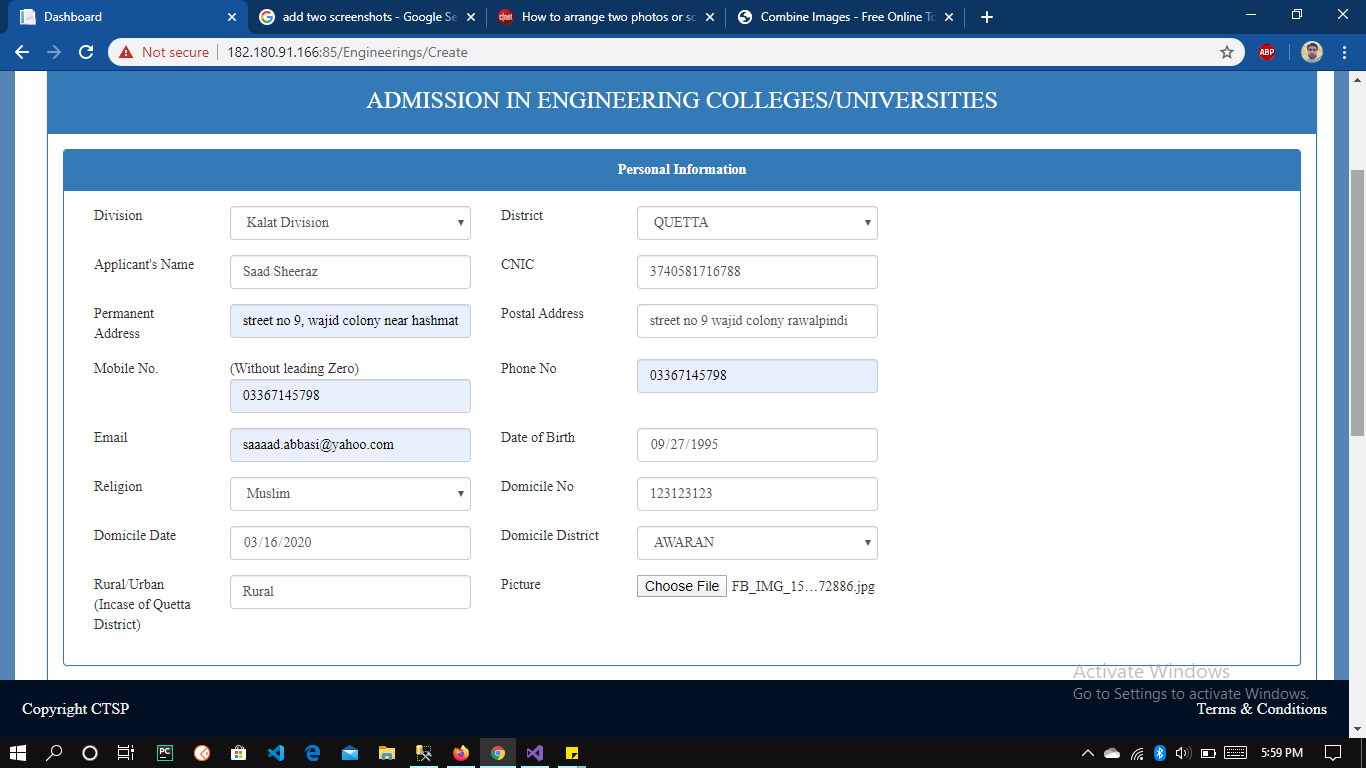 Dashboard
add two screenshots - Google Se
How to arrange two photos or sc
Combine Images - Free Online To
Not secure
182.180.91.166:85/Engineerings/Create
ABP
ADMISSION IN ENGINEERING COLLEGES/UNIVERSITIES
Personal Information
Division
Kalat Division
District
QUETTA
Applicant's Name
Saad Sheeraz
CNIC
3740581716788
Permanent
Address
street no 9, wajid colony near hashmat
Postal Address
street no 9 wajid colony rawalpindi
Mobile No.
(Without leading Zero)
03367145798
Phone No
03367145798
Email
saaaad.abbasi@yahoo.com
Date of Birth
09/27/1995
Religion
Muslim
Domicile No
123123123
Domicile Date
03/16/2020
Domicile District
AWARAN
Rural/Urban
(Incase of Quetta
District)
Rural
Picture
Choose File
FB_IMG_15...72886.jpg
Activate Windows
Go to Settings to activate Windows.
Copyright CTSP
Terms & Conditions
PC
5:59 PM